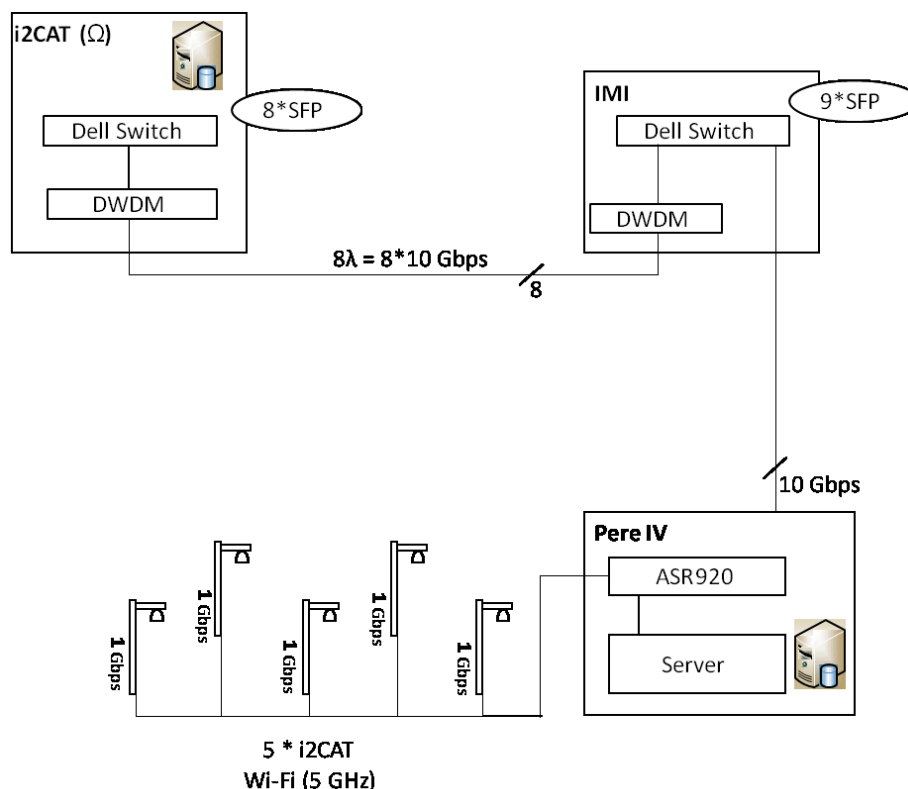 i2CAT (Ω)
8*SFP
Dell Switch
DWDM
IMI
9*SFP
Dell Switch
DWDM
8λ = 8*10 Gbps
8
10 Gbps
Pere IV
ASR920
Server
1 Gbps
1 Gbps
1 Gbps
1 Gbps
1 Gbps
5 * i2CAT
Wi-Fi (5 GHz)